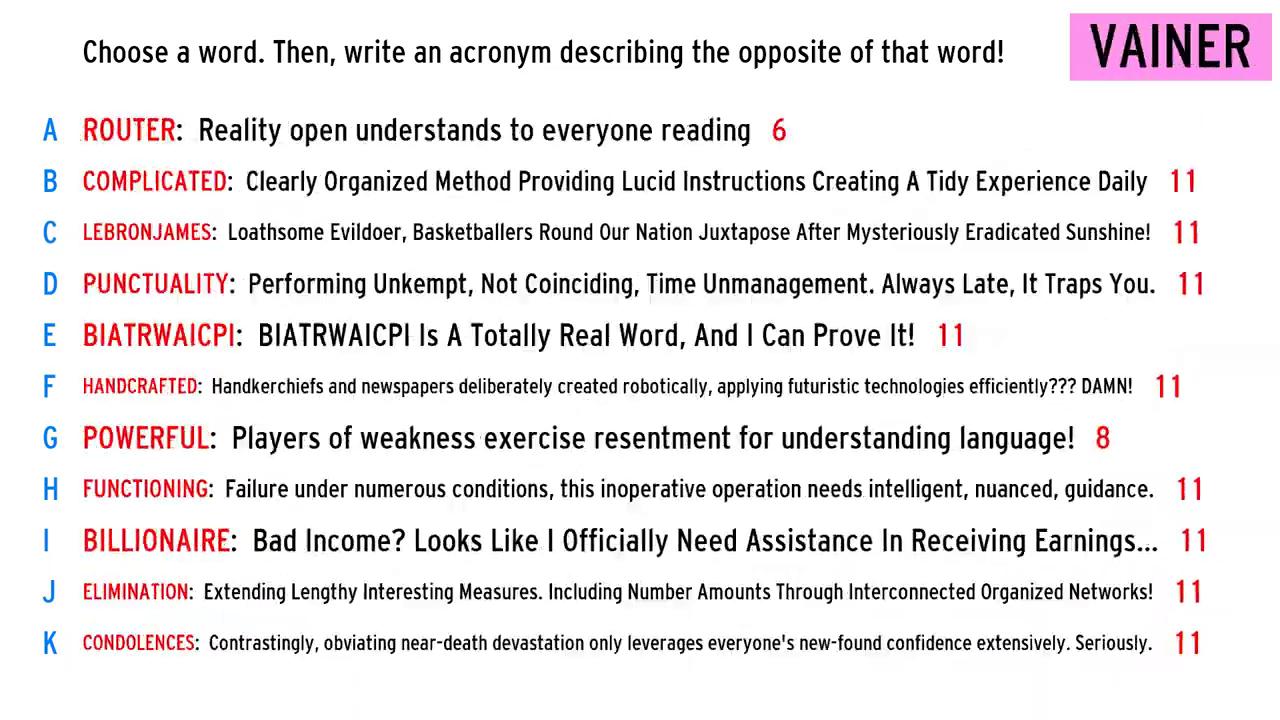 Choose a word. Then, write an acronym describing the opposite of that word!
VAINER
A ROUTER: Reality open understands to everyone reading 6
B COMPLICATED: Clearly Organized Method Providing Lucid Instructions Creating A Tidy Experience Daily 11
C LEBRONJAMES: Loathsome Evildoer, Basketballers Round Our Nation Juxtapose After Mysteriously Eradicated Sunshine! 11
D PUNCTUALITY: Performing Unkempt, Not Coinciding, Time Unmanagement. Always Late, It Traps You. 11
E BIATRWAICPI: BIATRWAICPI Is A Totally Real Word, And I Can Prove It! 11
F HANDCRAFTED: Handkerchiefs and newspapers deliberately created robotically, applying futuristic technologies efficiently??? DAMN! 11
G POWERFUL: Players of weakness exercise resentment for understanding language! 8
H FUNCTIONING: Failure under numerous conditions, this inoperative operation needs intelligent, nuanced, guidance. 11
I BILLIONAIRE: Bad Income? Looks Like I Officially Need Assistance In Receiving Earnings... 11
J ELIMINATION: Extending Lengthy Interesting Measures. Including Number Amounts Through Interconnected Organized Networks! 11
K CONDOLENCES: Contrastingly, obviating near-death devastation only leverages everyone's new-found confidence extensively. Seriously. 11